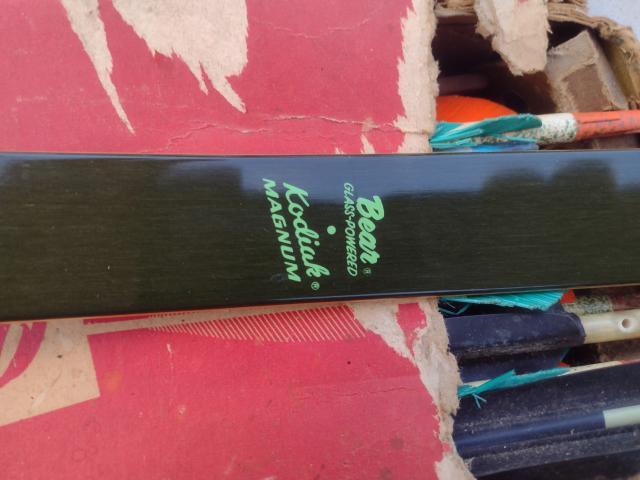 Bear®
GLASS-POWERED
•
Kodiak®
MAGNUM